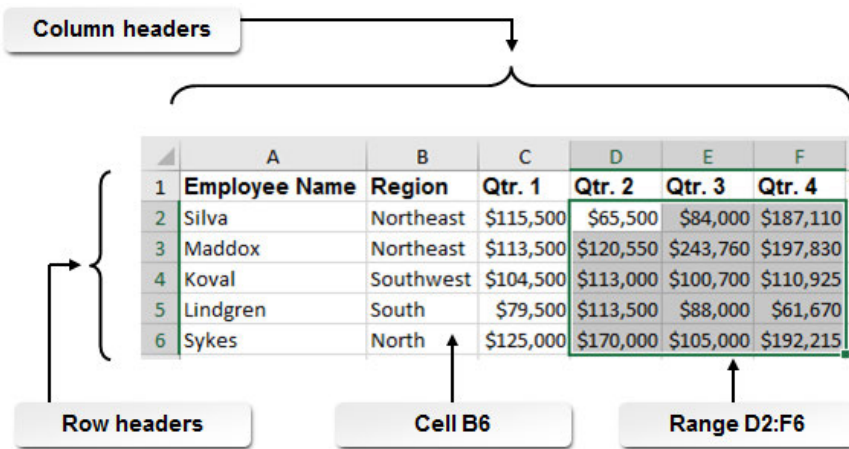 Column headers
A B C D E F
1 Employee Name Region Qtr. 1 Qtr. 2 Qtr. 3 Qtr. 4
2 Silva Northeast $115,500 $65,500 $84,000 $187,110
3 Maddox Northeast $113,500 $120,550 $243,760 $197,830
4 Koval Southwest $104,500 $113,000 $100,700 $110,925
5 Lindgren South $79,500 $113,500 $88,000 $61,670
6 Sykes North $125,000 $170,000 $105,000 $192,215
Row headers Cell B6 Range D2:F6